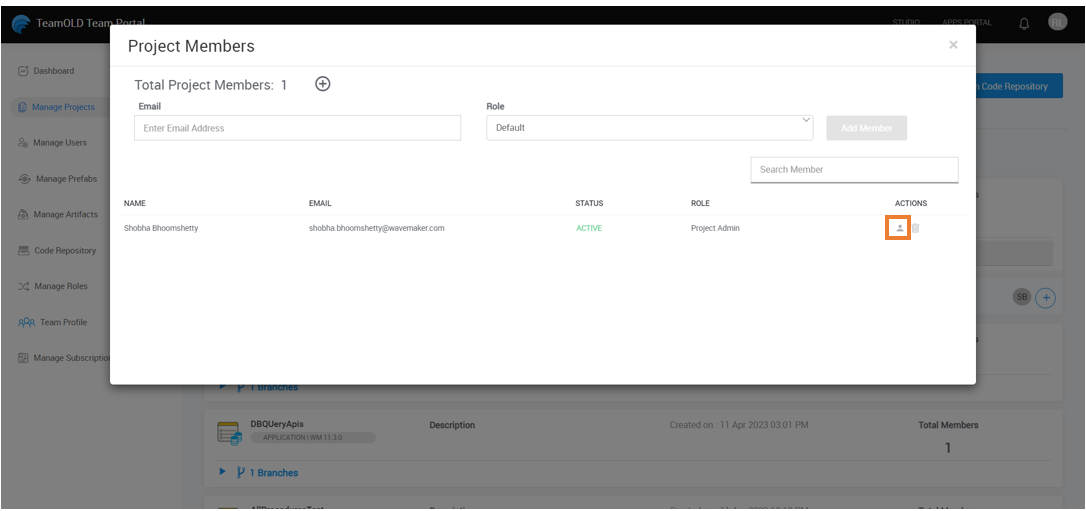 TeamOLD Team Portal
STUDIO APPS PORTAL RL
Project Members
Dashboard
Total Project Members: 1
Code Repository
Manage Projects
Email Role
Enter Email Address Default Add Member
Manage Users
Search Member
Manage Prefabs
NAME EMAIL STATUS ROLE ACTIONS
Manage Artifacts
Shobha Bhoomshetty shobha.bhoomshetty@wavemaker.com ACTIVE Project Admin
Code Repository
Manage Roles
SB
Team Profile
Manage Subscription
1 Branches
DBQUeryApis Description Created on : 11 Apr 2023 03:01 PM Total Members
APPLICATION | WM 11.3.0
1
1 Branches